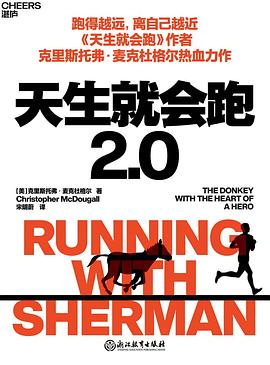 CHEERS
湛庐
跑得越远，离自己越近
《天生就会跑》作者
克里斯托弗·麦克杜格尔热血力作
天生就会跑
2.0
[美]克里斯托弗·麦克杜格尔 著
Christopher McDougall
宋娟蔚 译
THE DONKEY
WITH THE HEART OF
A HERO
RUNNING
WITH
SHERMAN
浙江教育出版社